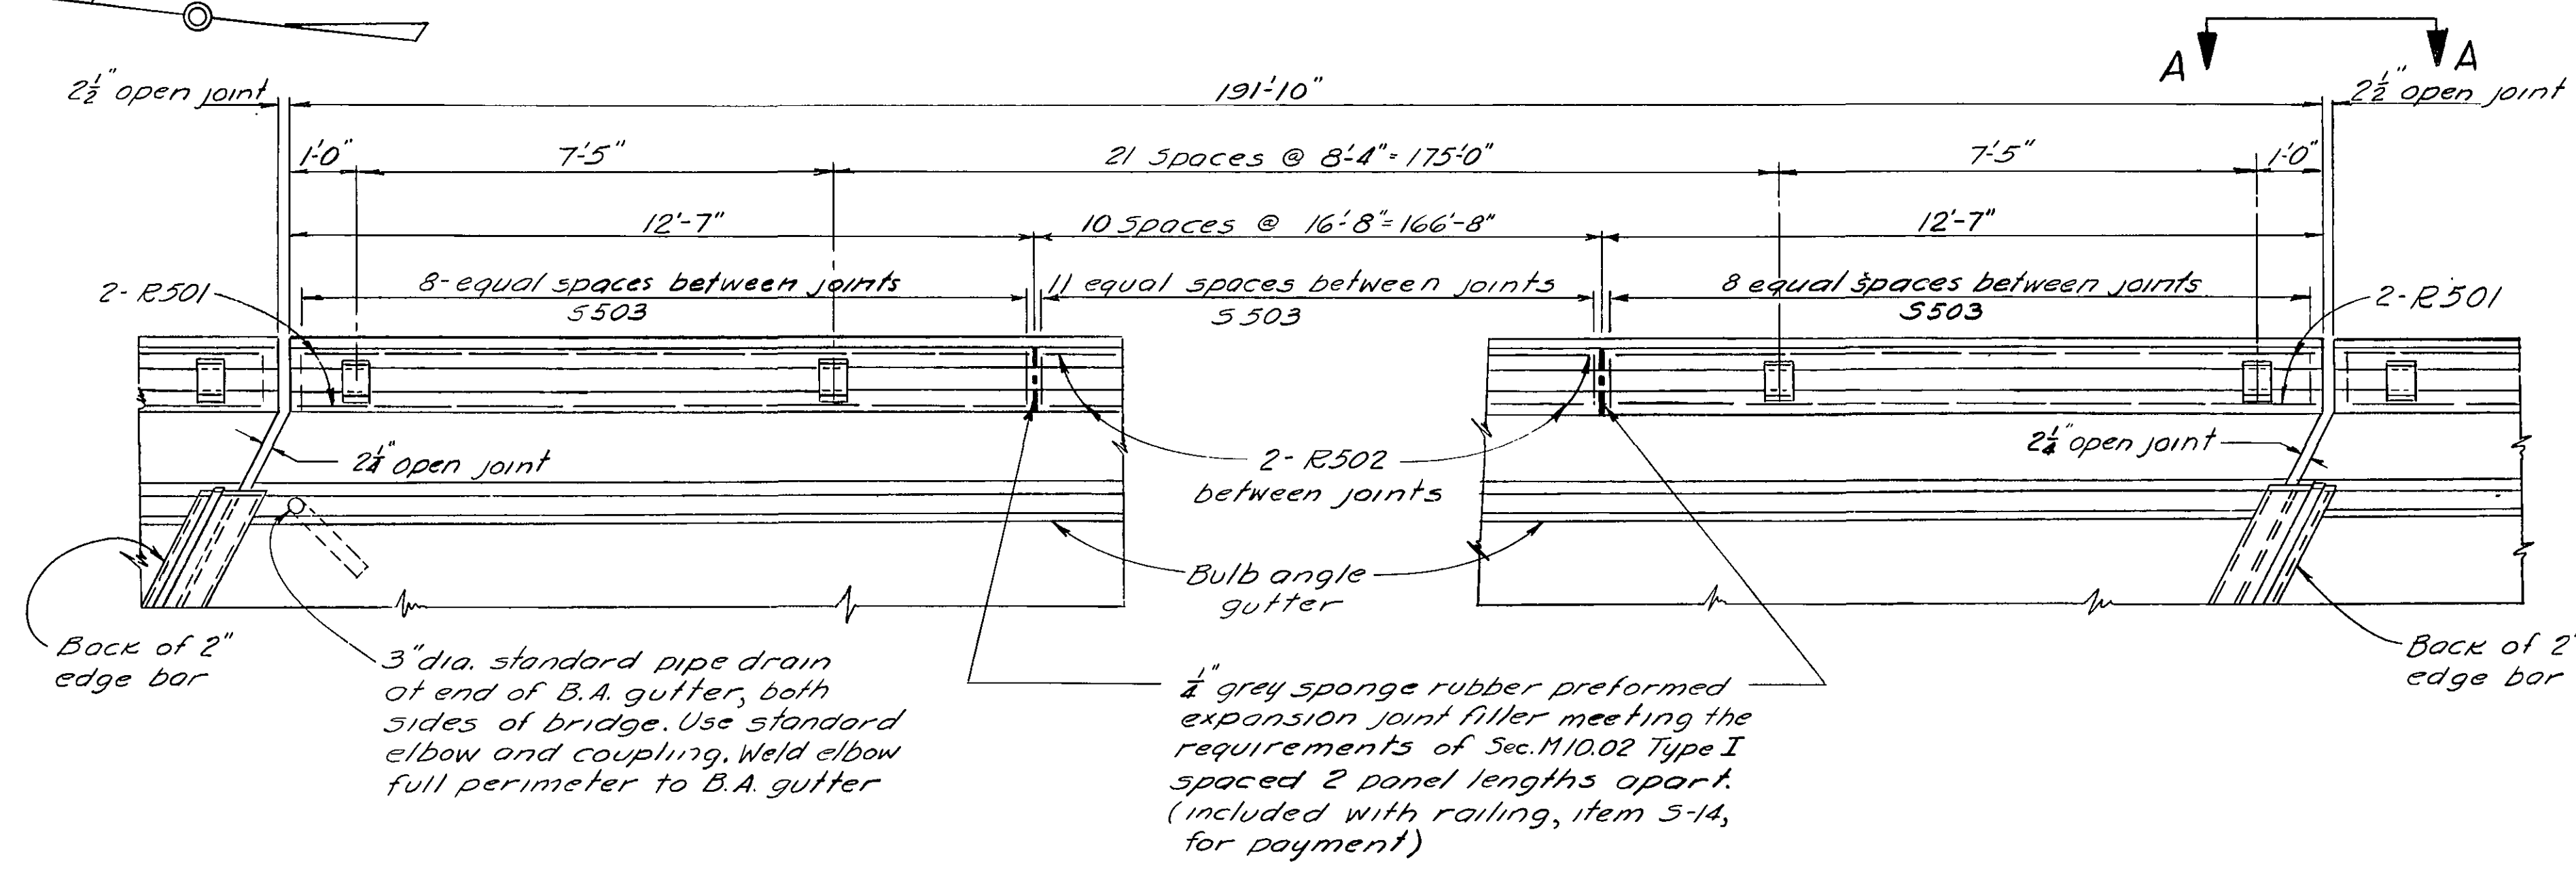 A A
2½" open joint 191'-10" 2½" open joint
1'-0" 7'-5" 21 Spaces @ 8'-4" = 175'-0" 7'-5" 1'-0"
12'-7" 10 Spaces @ 16'-8" = 166'-8" 12'-7"
2- R501 8-equal spaces between joints 11 equal spaces between joints 8 equal spaces between joints 2- R501
S503 S503 S503
2¼" open joint 2- R502 2¼" open joint
between joints
Bulb angle
gutter
Back of 2"
edge bar
3" dia. standard pipe drain
at end of B.A. gutter, both
sides of bridge. Use standard
elbow and coupling. Weld elbow
full perimeter to B.A. gutter
¼" grey sponge rubber preformed
expansion joint filler meeting the
requirements of Sec. M10.02 Type I
spaced 2 panel lengths apart.
(included with railing, item S-14,
for payment)
Back of 2"
edge bar